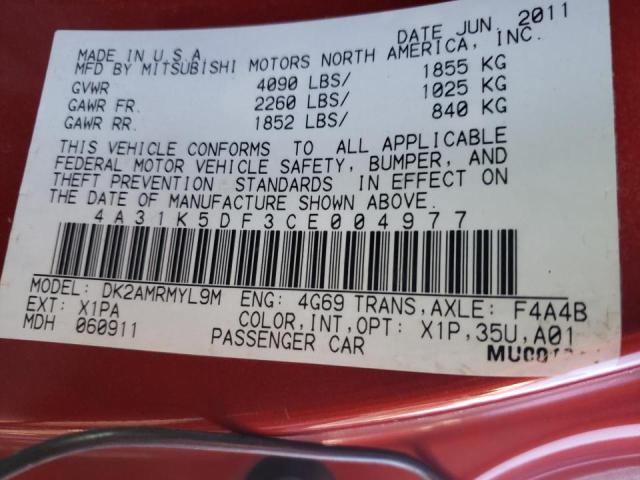 DATE JUN. 2011
MADE IN U.S.A
MFD BY MITSUBISHI MOTORS NORTH AMERICA, INC.
GVWR 4090 LBS/ 1855 KG
GAWR FR. 2260 LBS/ 1025 KG
GAWR RR. 1852 LBS/ 840 KG
THIS VEHICLE CONFORMS TO ALL APPLICABLE
FEDERAL MOTOR VEHICLE SAFETY, BUMPER, AND
THEFT PREVENTION STANDARDS IN EFFECT ON
THE DATE OF MANUFACTURE SHOWN ABOVE.
4A31K5DF3CE004977
MODEL: DK2AMRMYL9M ENG: 4G69 TRANS,AXLE: F4A4B
EXT: X1PA COLOR,INT,OPT: X1P,35U,A01
MDH 060911 PASSENGER CAR